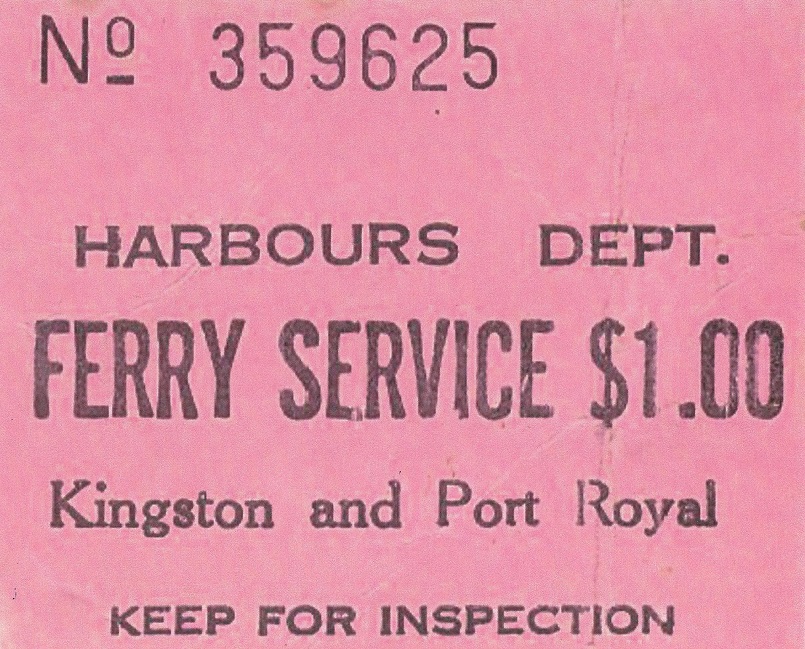 Nº 359625
HARBOURS DEPT.
FERRY SERVICE $1.00
Kingston and Port Royal
KEEP FOR INSPECTION